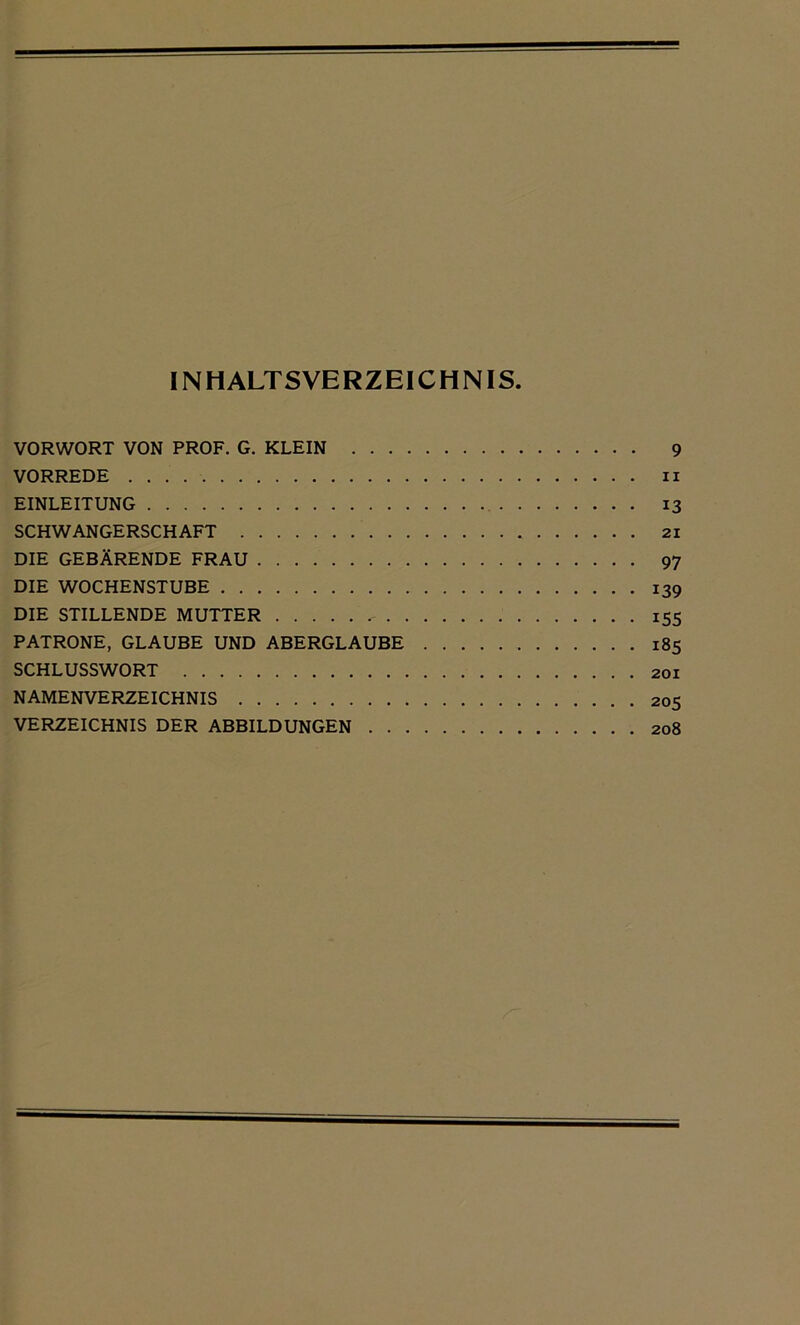 INHALTSVERZEICHNIS.
VORWORT VON PROF. G. KLEIN . . . . . . . . . . . . . . . . 9
VORREDE . . . . . . . . . . . . . . . . . . . . . . . . . . . . 11
EINLEITUNG . . . . . . . . . . . . . . . . . . . . . . . . . . . 13
SCHWANGERSCHAFT . . . . . . . . . . . . . . . . . . . . . . 21
DIE GEBÄRENDE FRAU . . . . . . . . . . . . . . . . . . . . . 97
DIE WOCHENSTUBE . . . . . . . . . . . . . . . . . . . . . . . 139
DIE STILLENDE MUTTER . . . . . . . . . . . . . . . . . . . . 155
PATRONE, GLAUBE UND ABERGLAUBE . . . . . . . . . . . . 185
SCHLUSSWORT . . . . . . . . . . . . . . . . . . . . . . . . . 201
NAMENVERZEICHNIS . . . . . . . . . . . . . . . . . . . . . . 205
VERZEICHNIS DER ABBILDUNGEN . . . . . . . . . . . . . . . 208